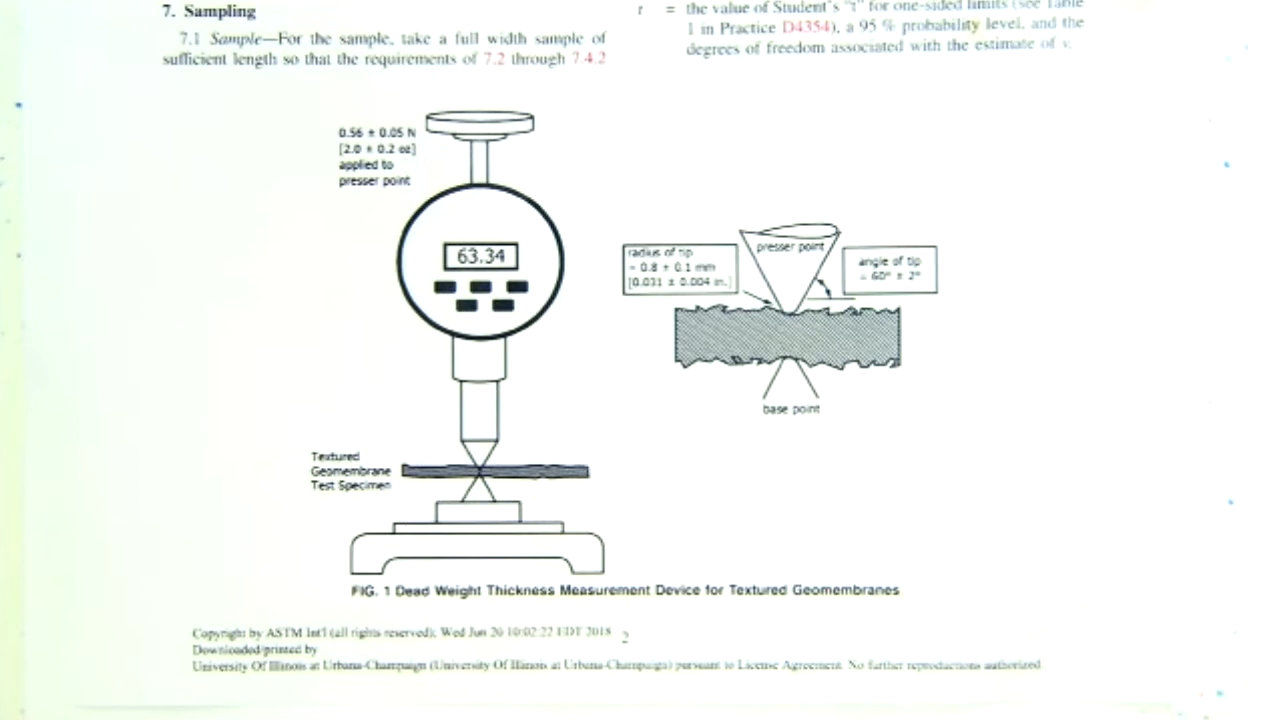 7. Sampling
7.1 Sample—For the sample, take a full width sample of
sufficient length so that the requirements of 7.2 through 7.4.2
t = the value of Student's "t" for one-sided limits (see Table
1 in Practice D4354), a 95 % probability level, and the
degrees of freedom associated with the estimate of v;
0.56 ± 0.05 N
[2.0 ± 0.2 oz]
applied to
presser point
63.34
radius of tip
= 0.8 ± 0.1 mm
[0.031 ± 0.004 in.]
presser point
angle of tip
= 60° ± 2°
base point
Textured
Geomembrane
Test Specimen
FIG. 1 Dead Weight Thickness Measurement Device for Textured Geomembranes
Copyright by ASTM Int'l (all rights reserved); Wed Jun 20 10:02:22 EDT 2018
2
Downloaded/printed by
University Of Illinois at Urbana-Champaign (University Of Illinois at Urbana-Champaign) pursuant to License Agreement. No further reproductions authorized.